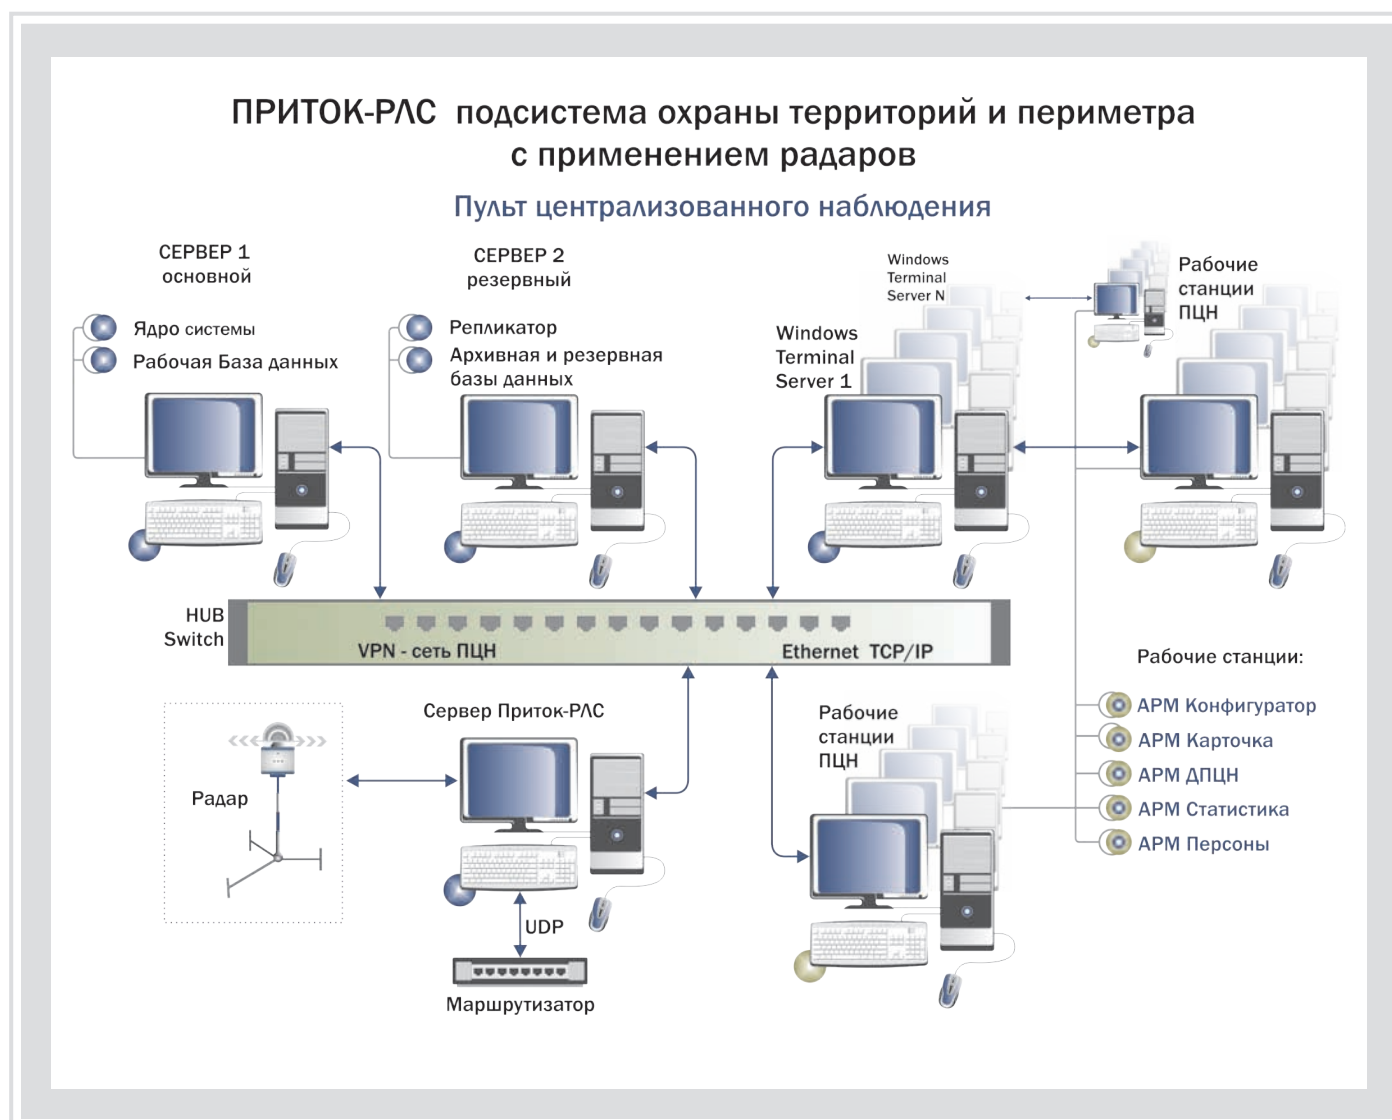 ПРИТОК-РЛС подсистема охраны территорий и периметра
с применением радаров
Пульт централизованного наблюдения
СЕРВЕР 1
основной
Ядро системы
Рабочая База данных
СЕРВЕР 2
резервный
Репликатор
Архивная и резервная
базы данных
Windows
Terminal
Server N
Windows
Terminal
Server 1
Рабочие
станции
ПЦН
HUB
Switch
VPN - сеть ПЦН
Ethernet TCP/IP
Радар
Сервер Приток-РЛС
UDP
Маршрутизатор
Рабочие
станции
ПЦН
Рабочие станции:
АРМ Конфигуратор
АРМ Карточка
АРМ ДПЦН
АРМ Статистика
АРМ Персоны